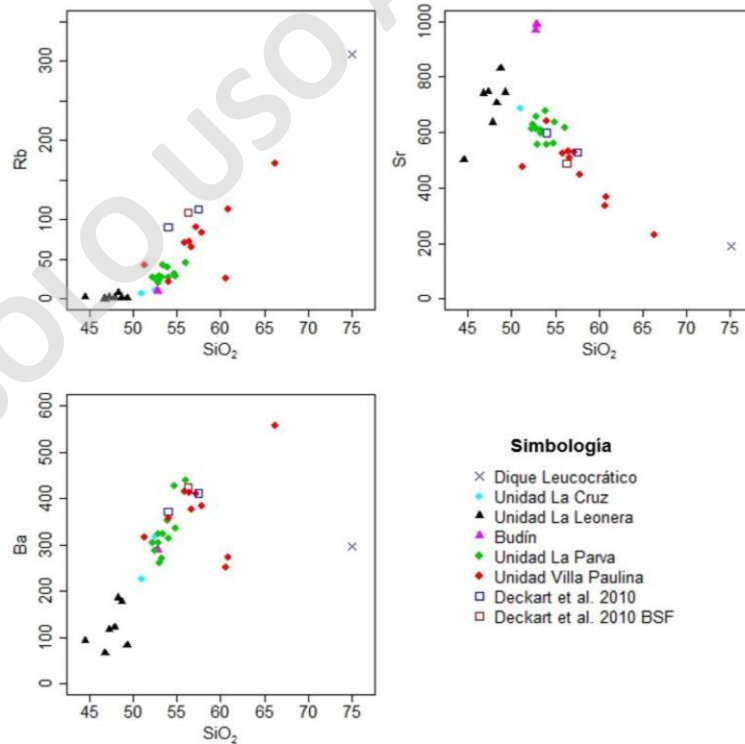 SOLO USO A
Rb
0 50 100 200 300
45 50 55 60 65 70 75
SiO₂
Sr
0 200 400 600 800 1000
45 50 55 60 65 70 75
SiO₂
Ba
0 100 200 300 400 500 600
45 50 55 60 65 70 75
SiO₂
Simbología
Dique Leucocrático
Unidad La Cruz
Unidad La Leonera
Budín
Unidad La Parva
Unidad Villa Paulina
Deckart et al. 2010
Deckart et al. 2010 BSF